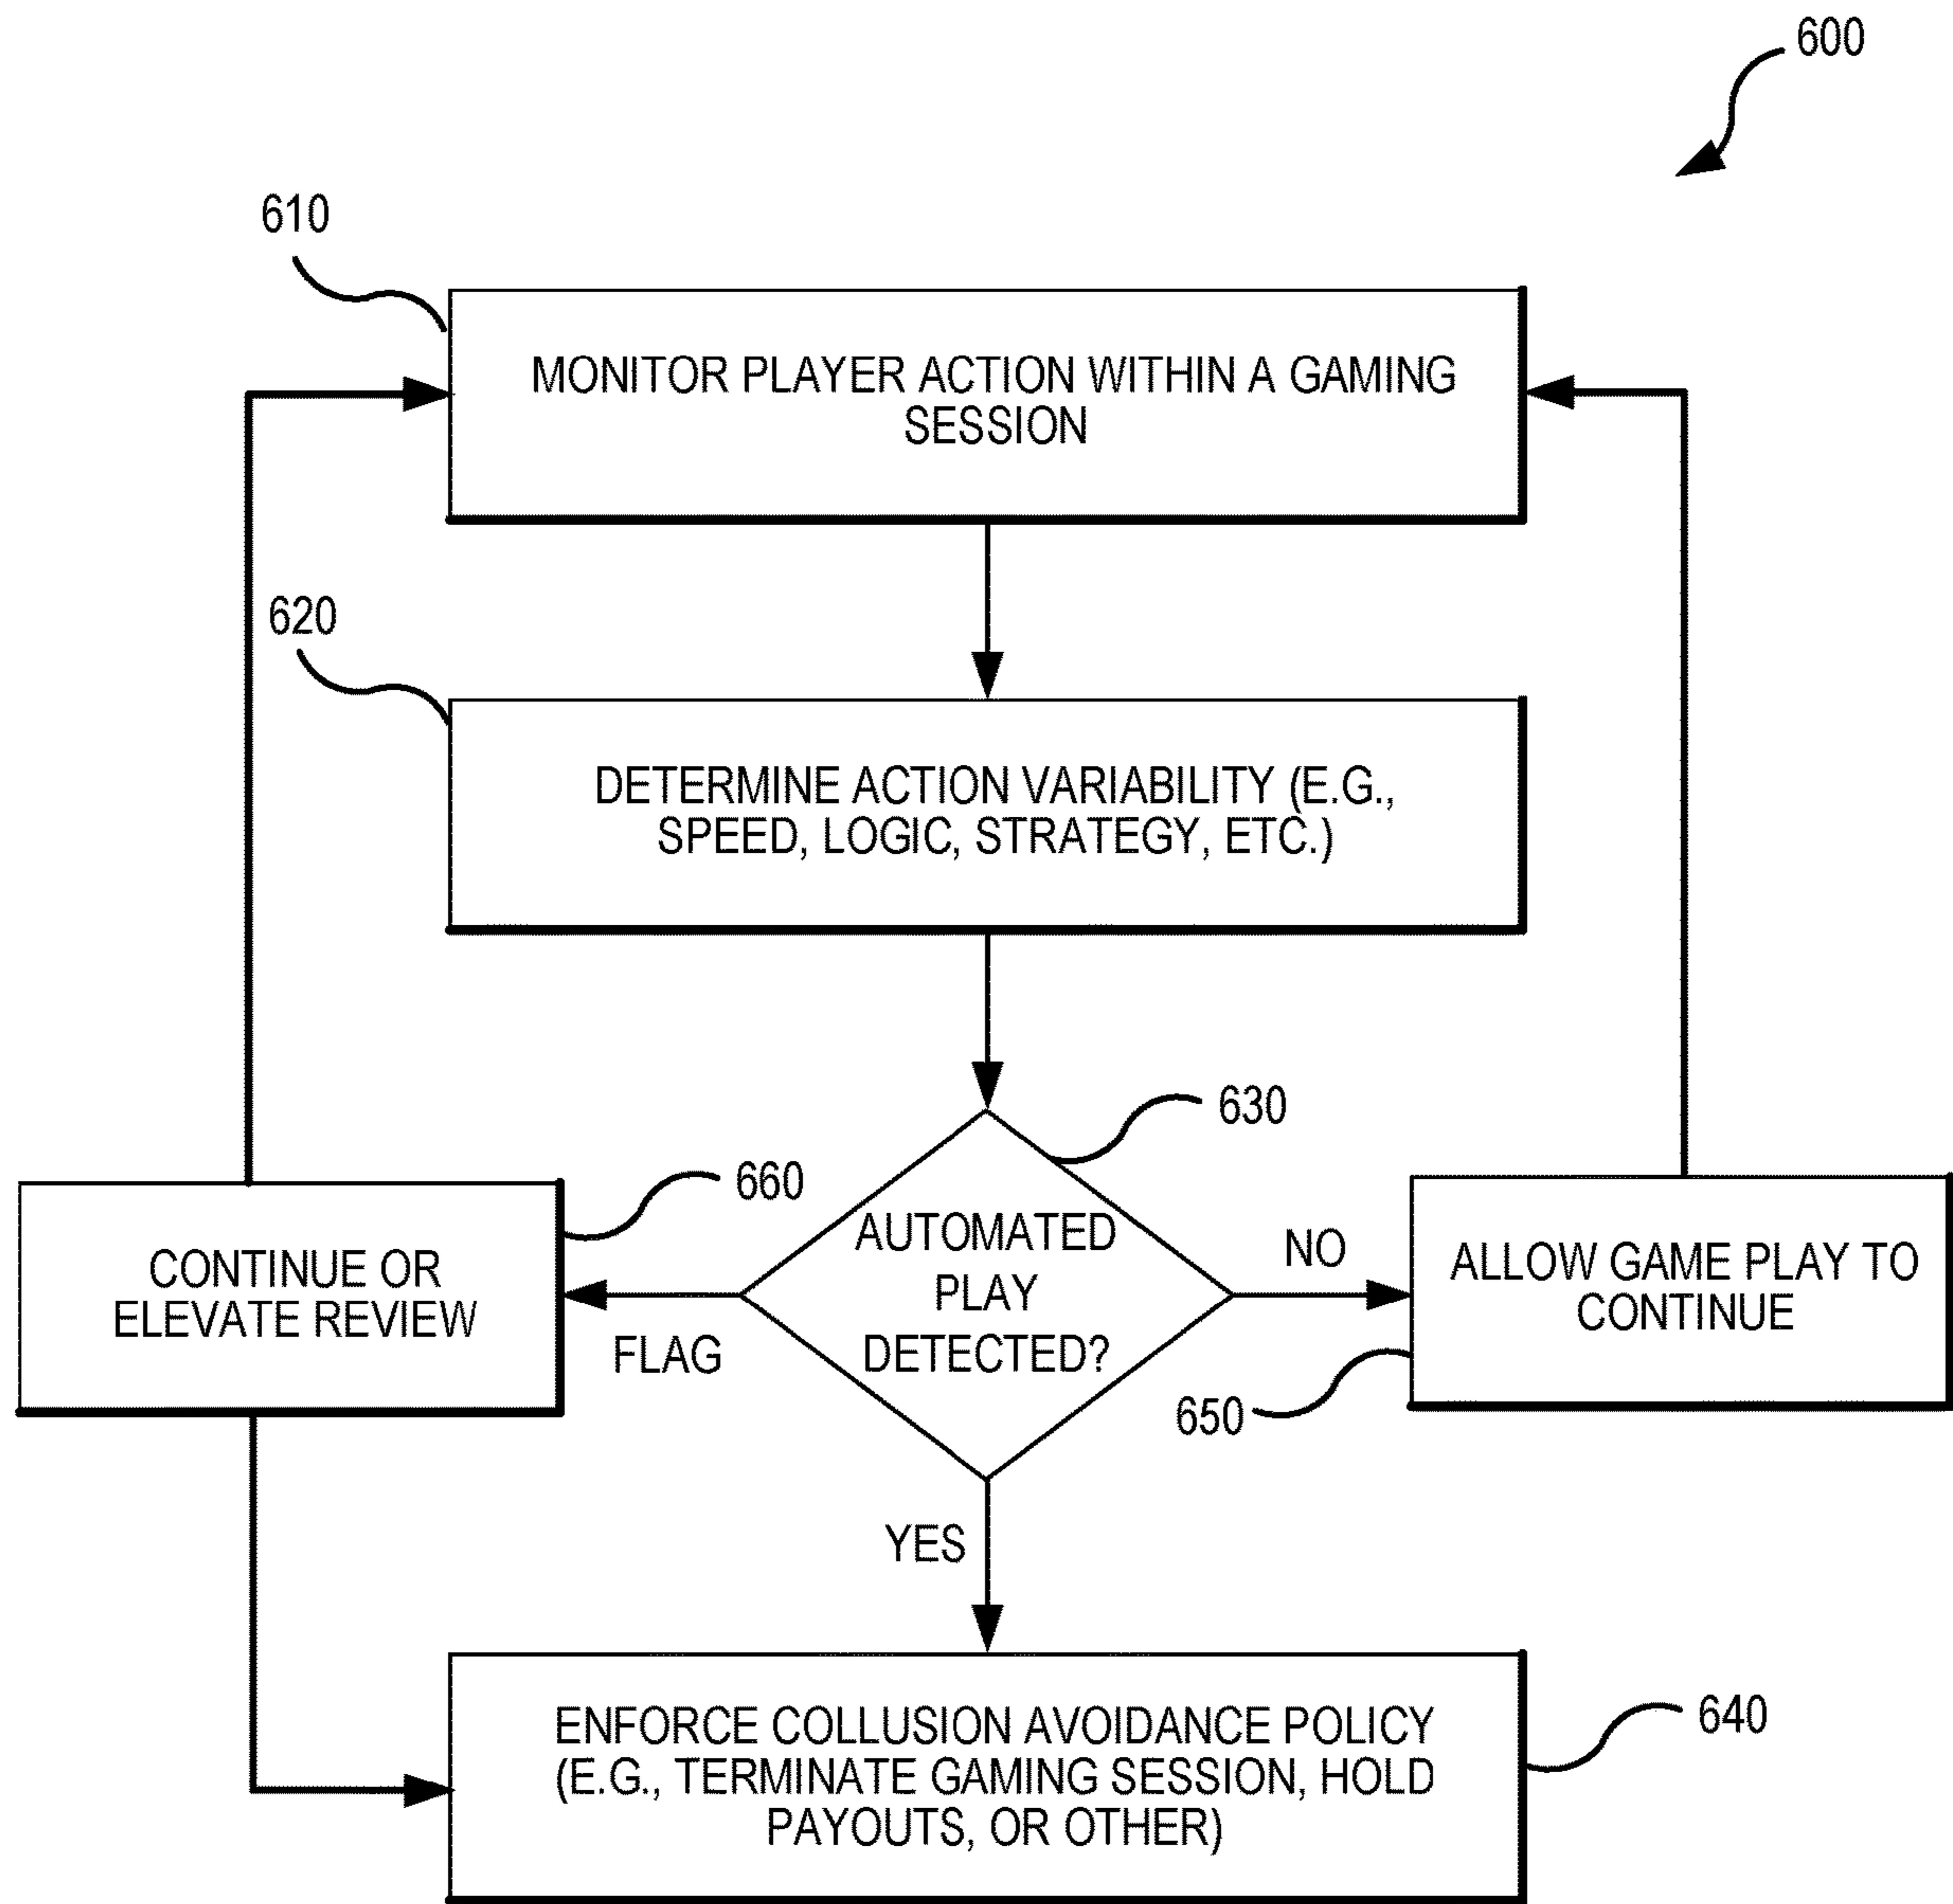 600
610
MONITOR PLAYER ACTION WITHIN A GAMING
SESSION
620
DETERMINE ACTION VARIABILITY (E.G.,
SPEED, LOGIC, STRATEGY, ETC.)
630
660
AUTOMATED
PLAY
DETECTED?
CONTINUE OR
ELEVATE REVIEW
FLAG
NO
ALLOW GAME PLAY TO
CONTINUE
650
YES
ENFORCE COLLUSION AVOIDANCE POLICY
(E.G., TERMINATE GAMING SESSION, HOLD
PAYOUTS, OR OTHER)
640